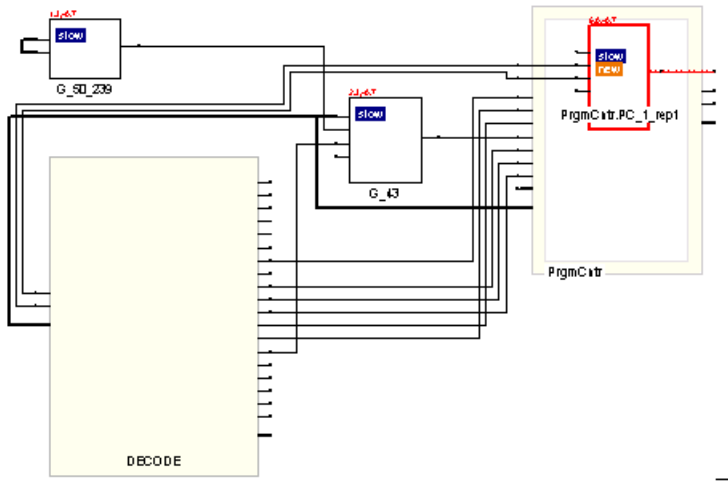 slow
G_50_239
slow
G_43
slow
new
PrgmCntr.PC_1_rep1
PrgmCntr
DECODE